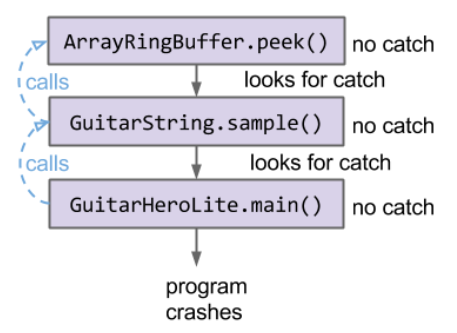 ArrayRingBuffer.peek() no catch
calls looks for catch
GuitarString.sample() no catch
calls looks for catch
GuitarHeroLite.main() no catch
program
crashes